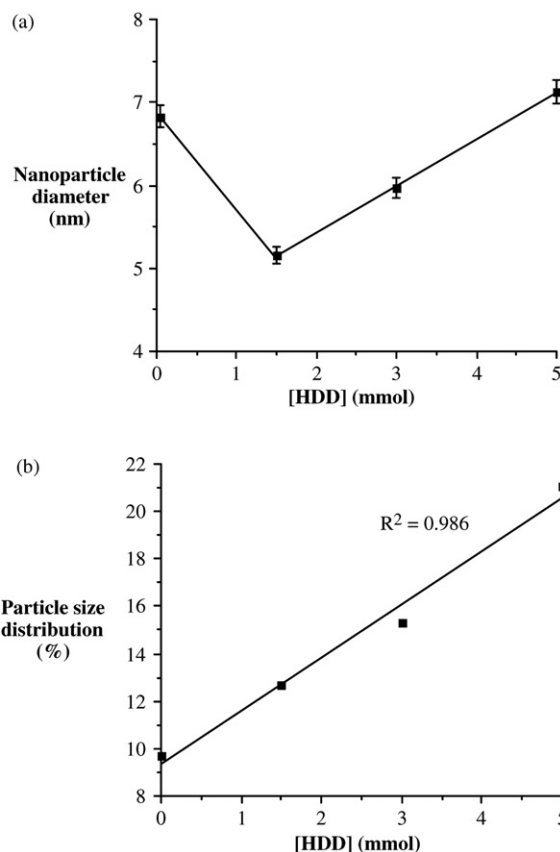 (a)
8
7
6
5
4
Nanoparticle
diameter
(nm)
0 1 2 3 4 5
[HDD] (mmol)
(b)
22
20
18
16
14
12
10
8
R² = 0.986
Particle size
distribution
(%)
0 1 2 3 4 5
[HDD] (mmol)